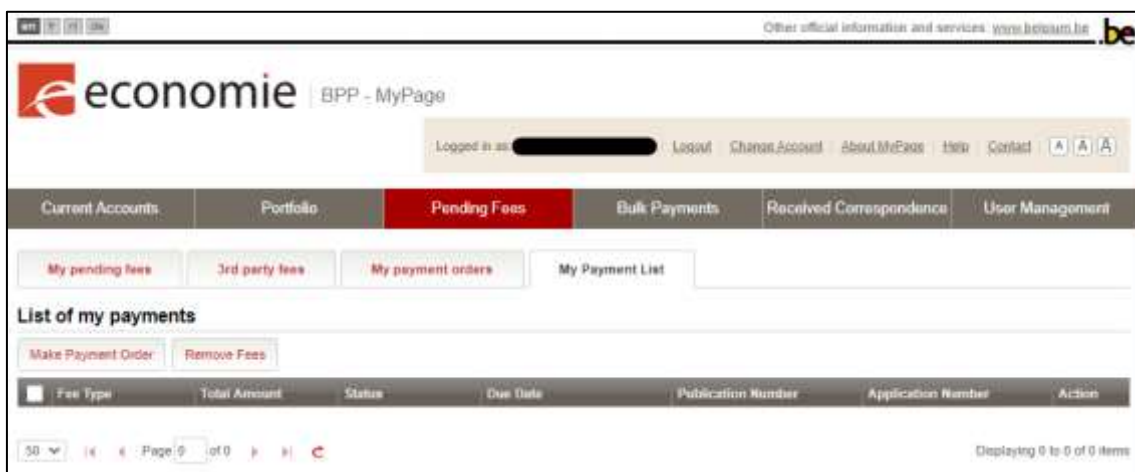 en fr nl de
Other official information and services: www.belgium.be .be
economie BPP - MyPage
Logged in as Logout Change Account About MyPage Help Contact A A A
Current Accounts Portfolio Pending Fees Bulk Payments Received Correspondence User Management
My pending fees 3rd party fees My payment orders My Payment List
List of my payments
Make Payment Order Remove Fees
Fee Type Total Amount Status Due Date Publication Number Application Number Action
50 Page 0 of 0 Displaying 0 to 0 of 0 items